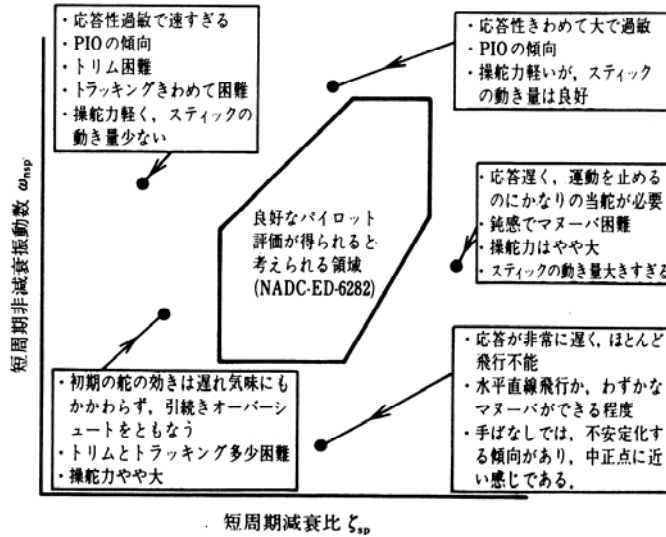 ・応答性過敏で速すぎる
・PIOの傾向
・トリム困難
・トラッキングきわめて困難
・操舵力軽く，スティックの
動き量少ない
・応答性きわめて大で過敏
・PIOの傾向
・操舵力軽いが，スティック
の動き量は良好
・応答遅く，運動を止める
のにかなりの当舵が必要
・鈍感でマヌーバ困難
・操舵力はやや大
・スティックの動き量大きすぎる
良好なパイロット
評価が得られると
考えられる領域
(NADC-ED-6282)
短周期非減衰振動数 ωnsp
・初期の舵の効きは遅れ気味にも
かかわらず，引続きオーバーシ
ュートをともなう
・トリムとトラッキング多少困難
・操舵力やや大
・応答が非常に遅く，ほとんど
飛行不能
・水平直線飛行か，わずかな
マヌーバができる程度
・手ばなしでは，不安定化す
る傾向があり，中正点に近
い感じである．
短周期減衰比 ζsp